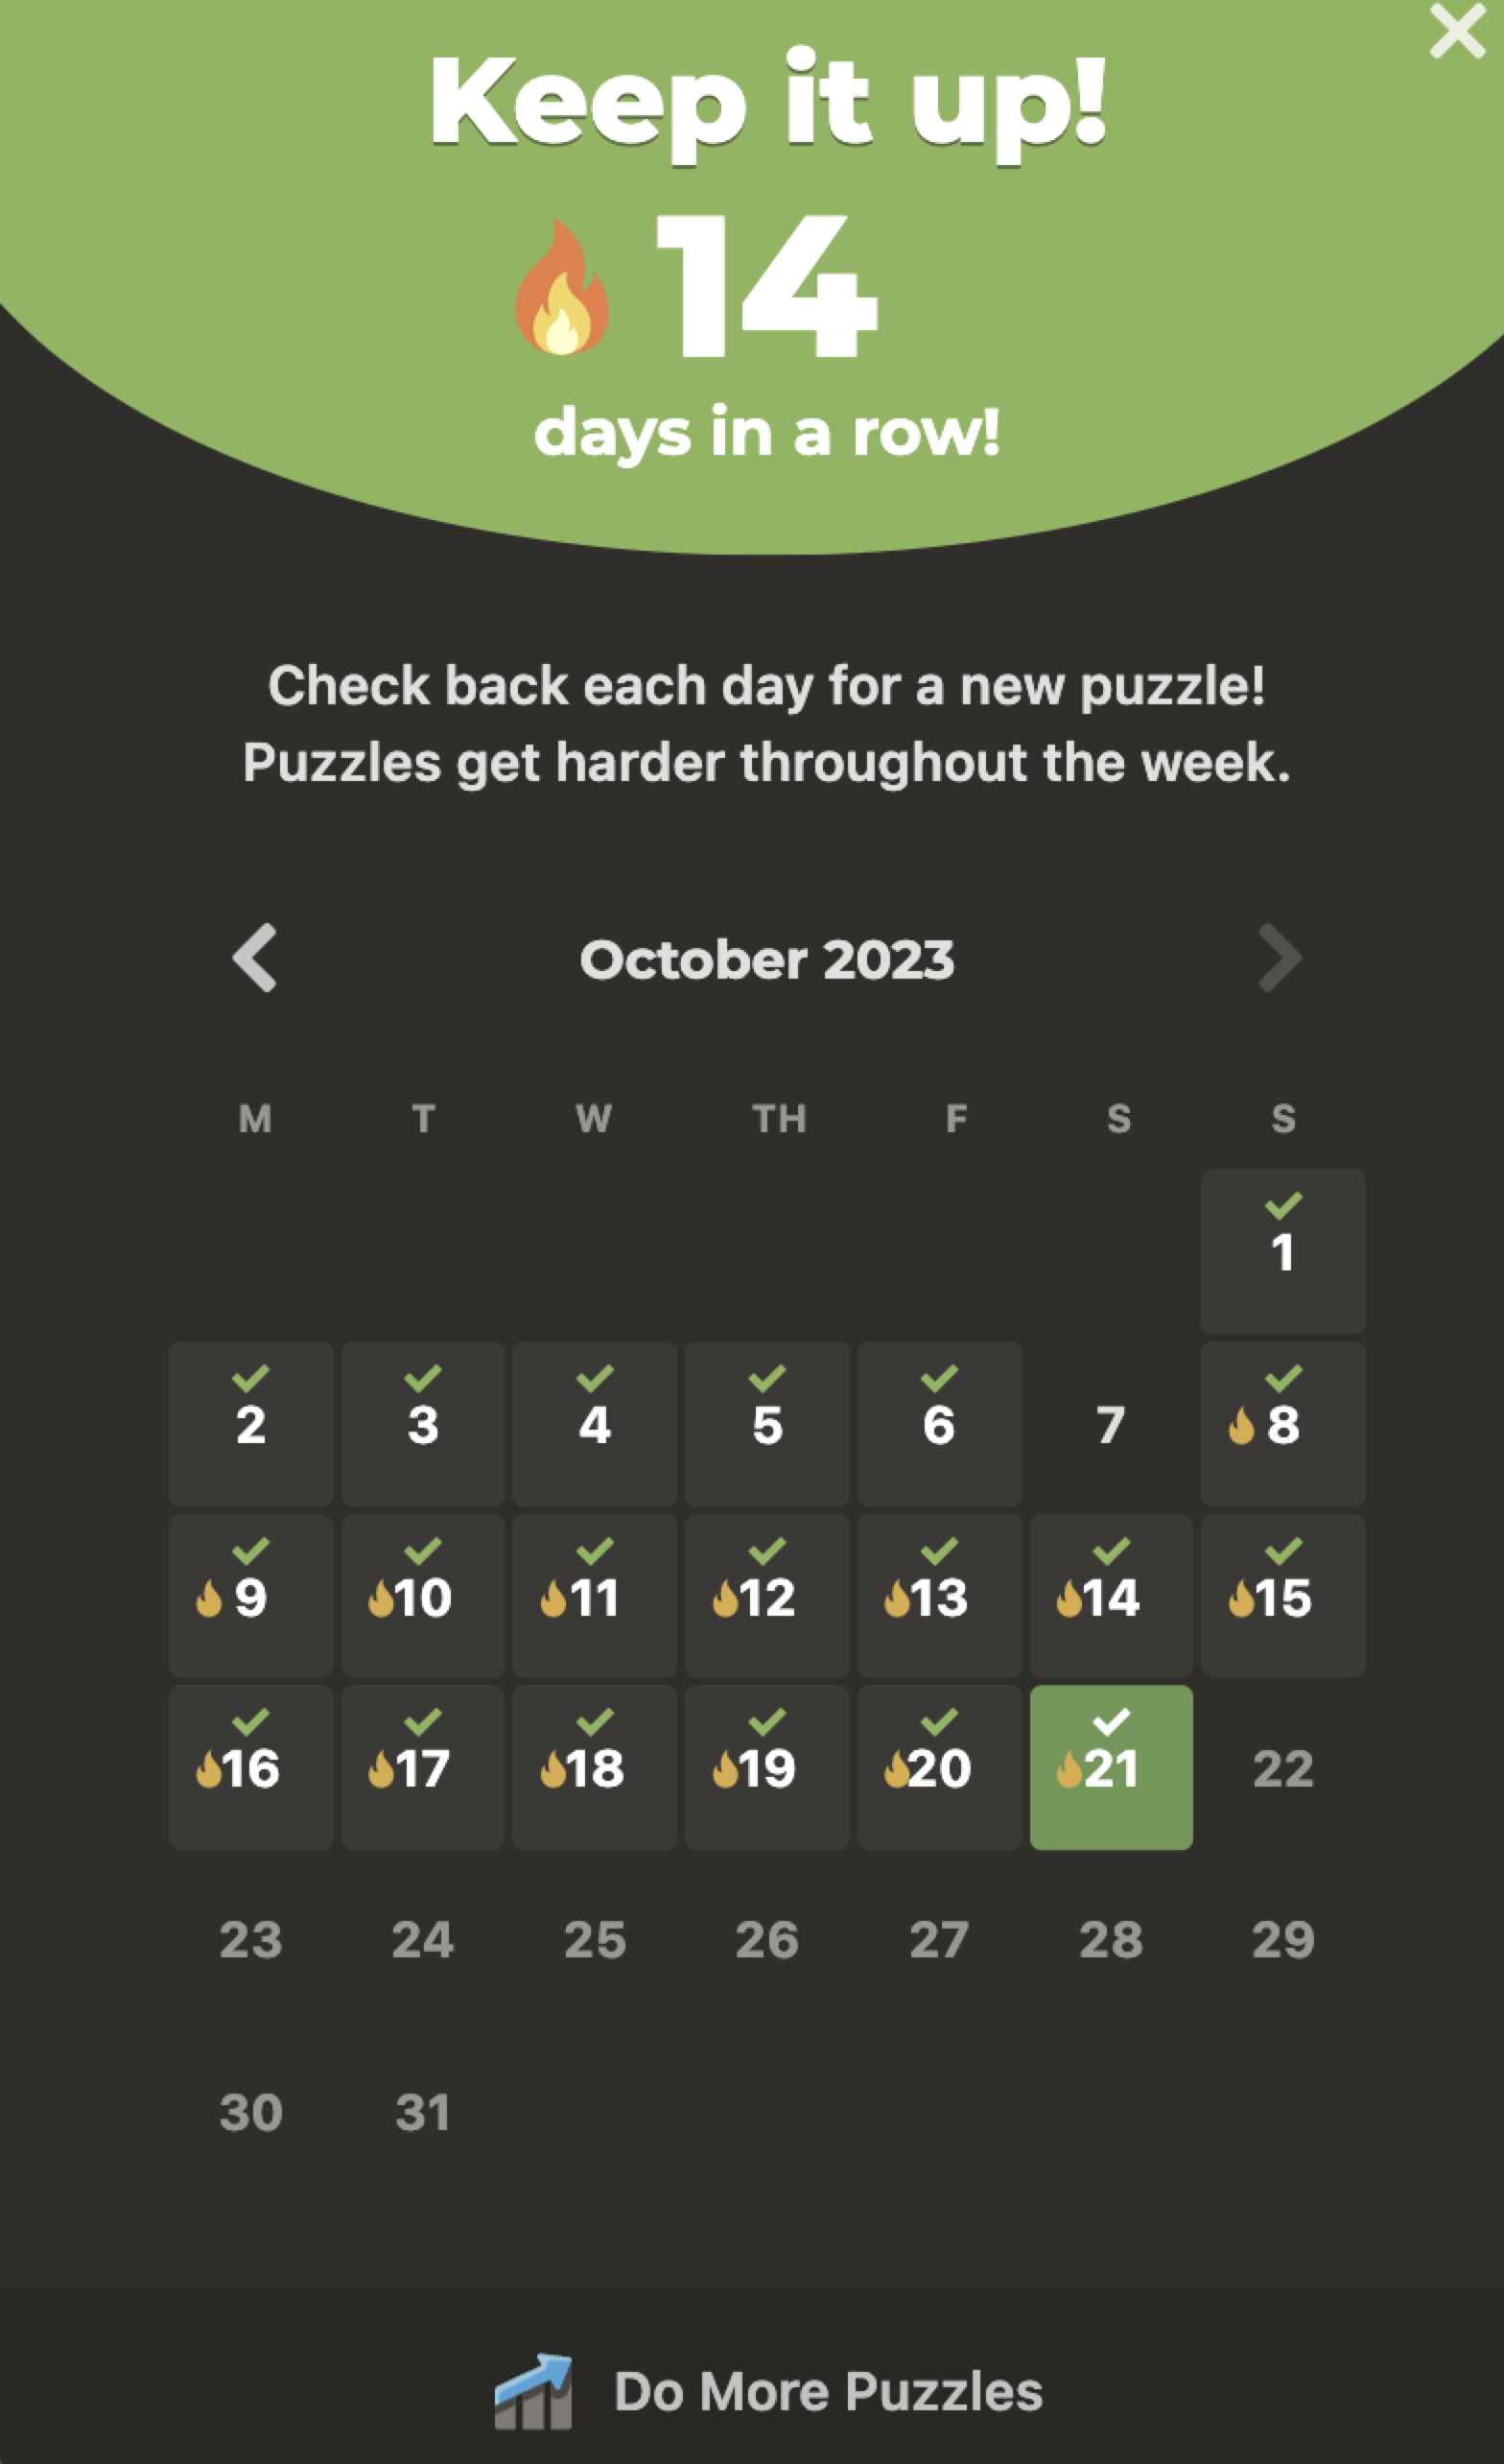 Keep it up!
14
days in a row!
Check back each day for a new puzzle!
Puzzles get harder throughout the week.
October 2023
M T W TH F S S
1
2 3 4 5 6 7 8
9 10 11 12 13 14 15
16 17 18 19 20 21 22
23 24 25 26 27 28 29
30 31
Do More Puzzles